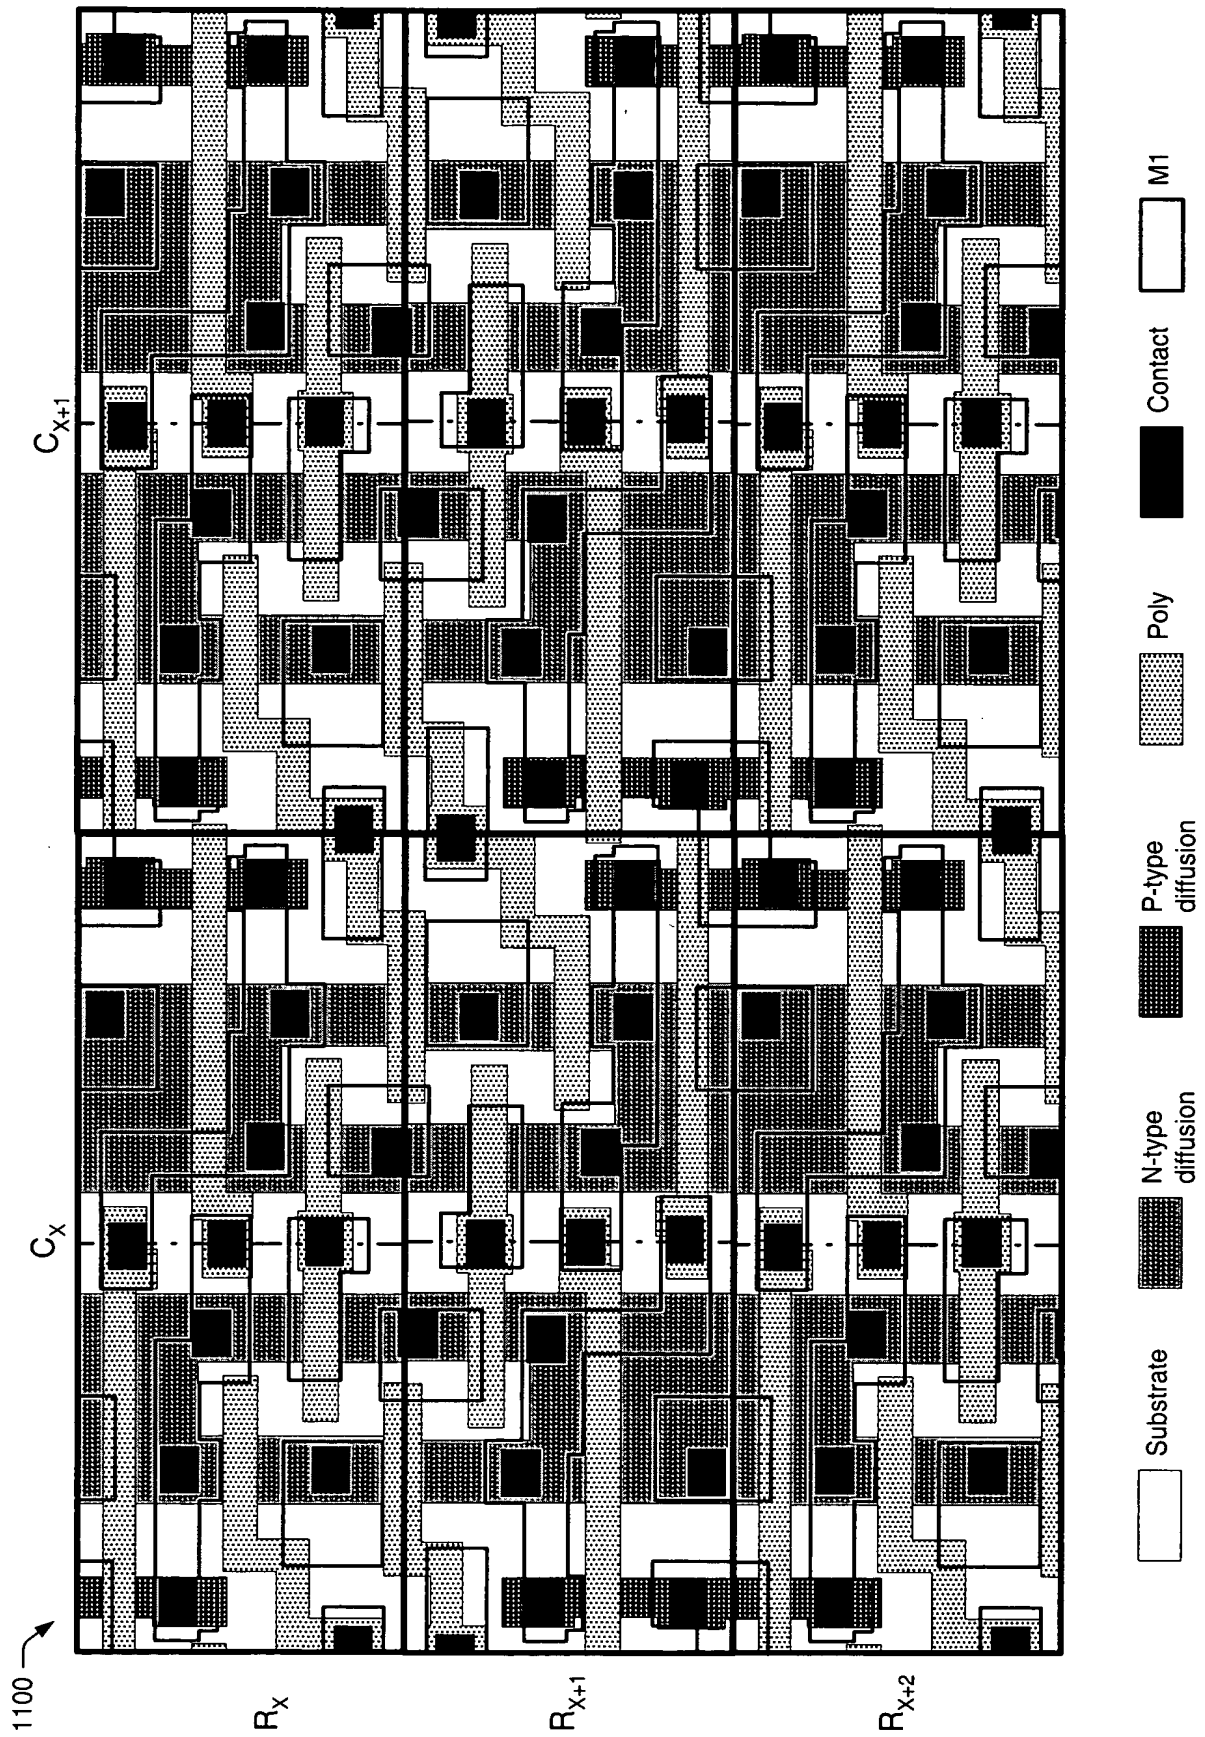 1100
C_X
C_X+1
R_X
R_X+1
R_X+2
Substrate
N-type
diffusion
P-type
diffusion
Poly
Contact
M1